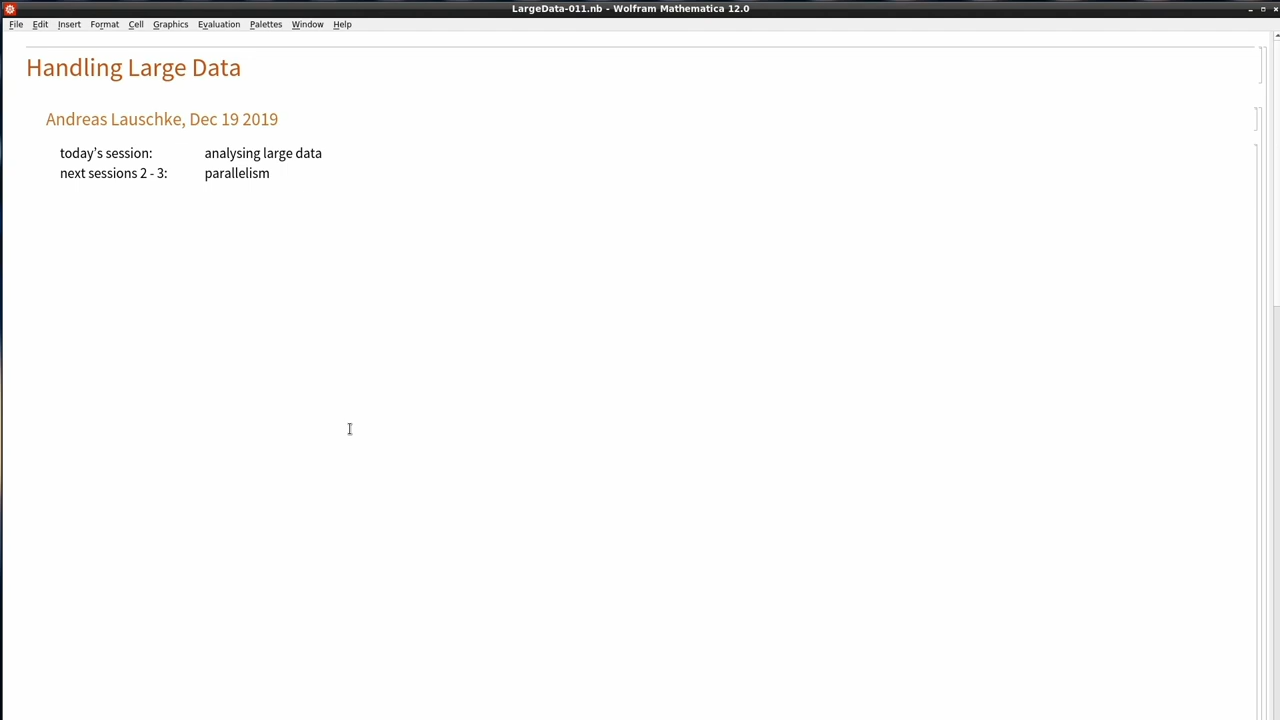 LargeData-011.nb - Wolfram Mathematica 12.0
File Edit Insert Format Cell Graphics Evaluation Palettes Window Help
Handling Large Data
Andreas Lauschke, Dec 19 2019
today's session: analysing large data
next sessions 2 - 3: parallelism